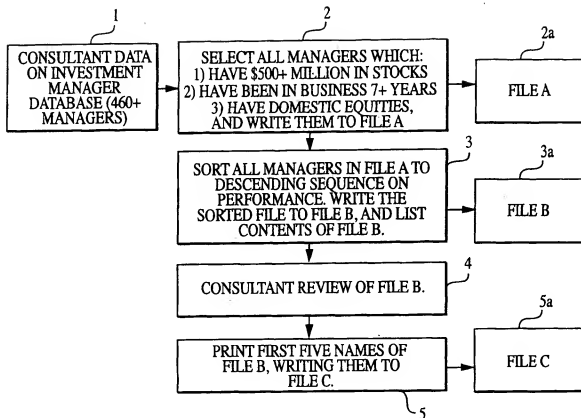 1
CONSULTANT DATA
ON INVESTMENT
MANAGER
DATABASE (460+
MANAGERS)
2
SELECT ALL MANAGERS WHICH:
1) HAVE $500+ MILLION IN STOCKS
2) HAVE BEEN IN BUSINESS 7+ YEARS
3) HAVE DOMESTIC EQUITIES,
AND WRITE THEM TO FILE A
2a
FILE A
3
SORT ALL MANAGERS IN FILE A TO
DESCENDING SEQUENCE ON
PERFORMANCE. WRITE THE
SORTED FILE TO FILE B, AND LIST
CONTENTS OF FILE B.
3a
FILE B
4
CONSULTANT REVIEW OF FILE B.
5a
PRINT FIRST FIVE NAMES OF
FILE B, WRITING THEM TO
FILE C.
FILE C
5